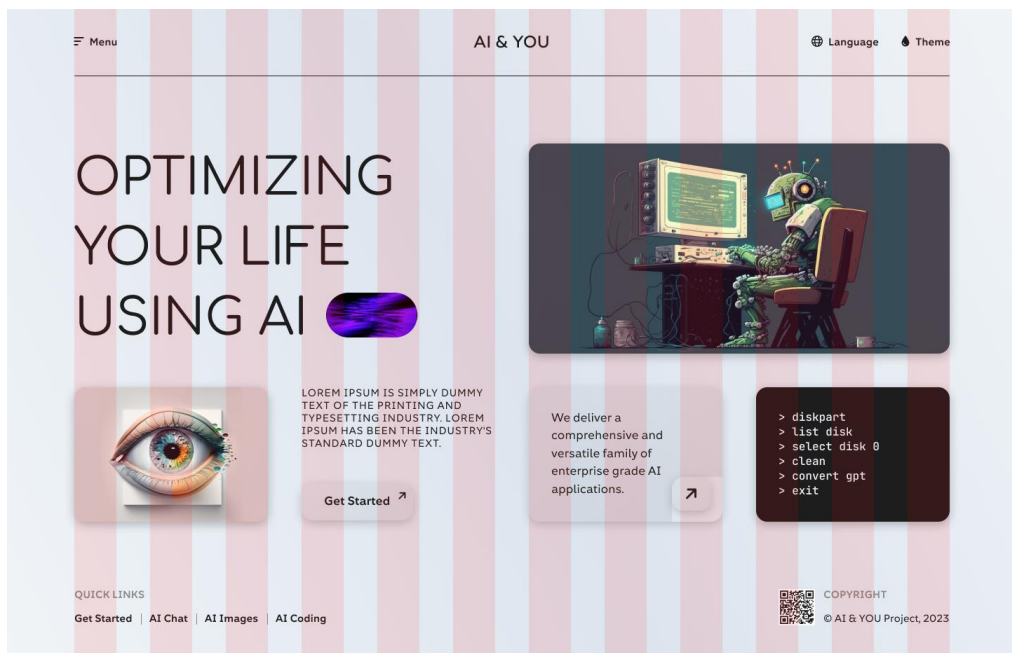 Menu
AI & YOU
Language
Theme
OPTIMIZING
YOUR LIFE
USING AI
LOREM IPSUM IS SIMPLY DUMMY
TEXT OF THE PRINTING AND
TYPESETTING INDUSTRY. LOREM
IPSUM HAS BEEN THE INDUSTRY'S
STANDARD DUMMY TEXT.
Get Started
We deliver a
comprehensive and
versatile family of
enterprise grade AI
applications.
> diskpart
> list disk
> select disk 0
> clean
> convert gpt
> exit
QUICK LINKS
Get Started | AI Chat | AI Images | AI Coding
COPYRIGHT
© AI & YOU Project, 2023